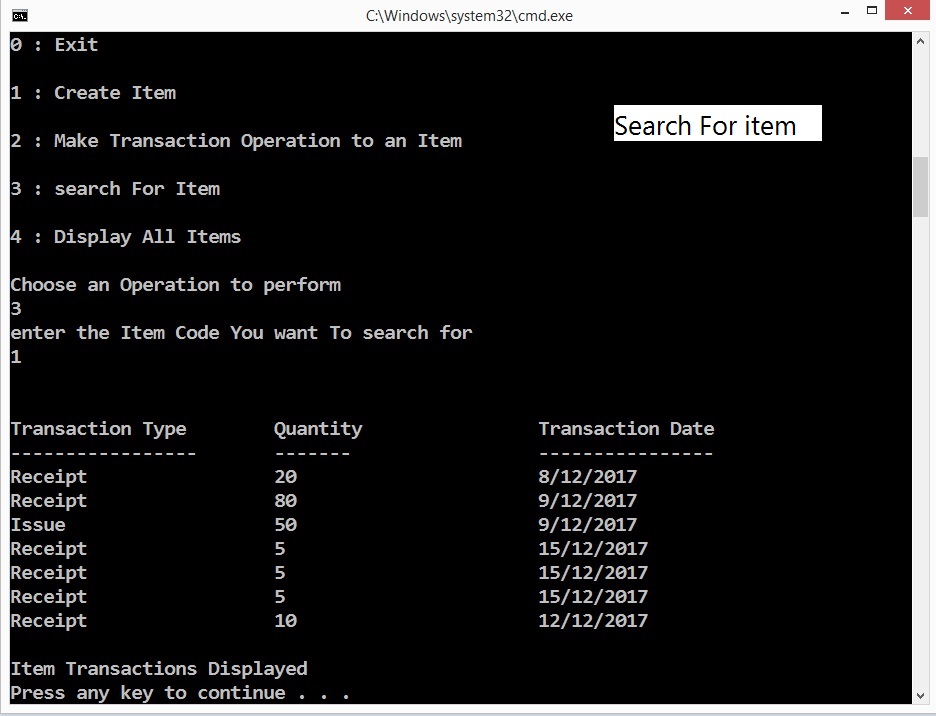 C:\Windows\system32\cmd.exe
0 : Exit
1 : Create Item
Search For item
2 : Make Transaction Operation to an Item
3 : search For Item
4 : Display All Items
Choose an Operation to perform
3
enter the Item Code You want To search for
1
Transaction Type Quantity Transaction Date
----------------- ------- ----------------
Receipt 20 8/12/2017
Receipt 80 9/12/2017
Issue 50 9/12/2017
Receipt 5 15/12/2017
Receipt 5 15/12/2017
Receipt 5 15/12/2017
Receipt 10 12/12/2017
Item Transactions Displayed
Press any key to continue . . .